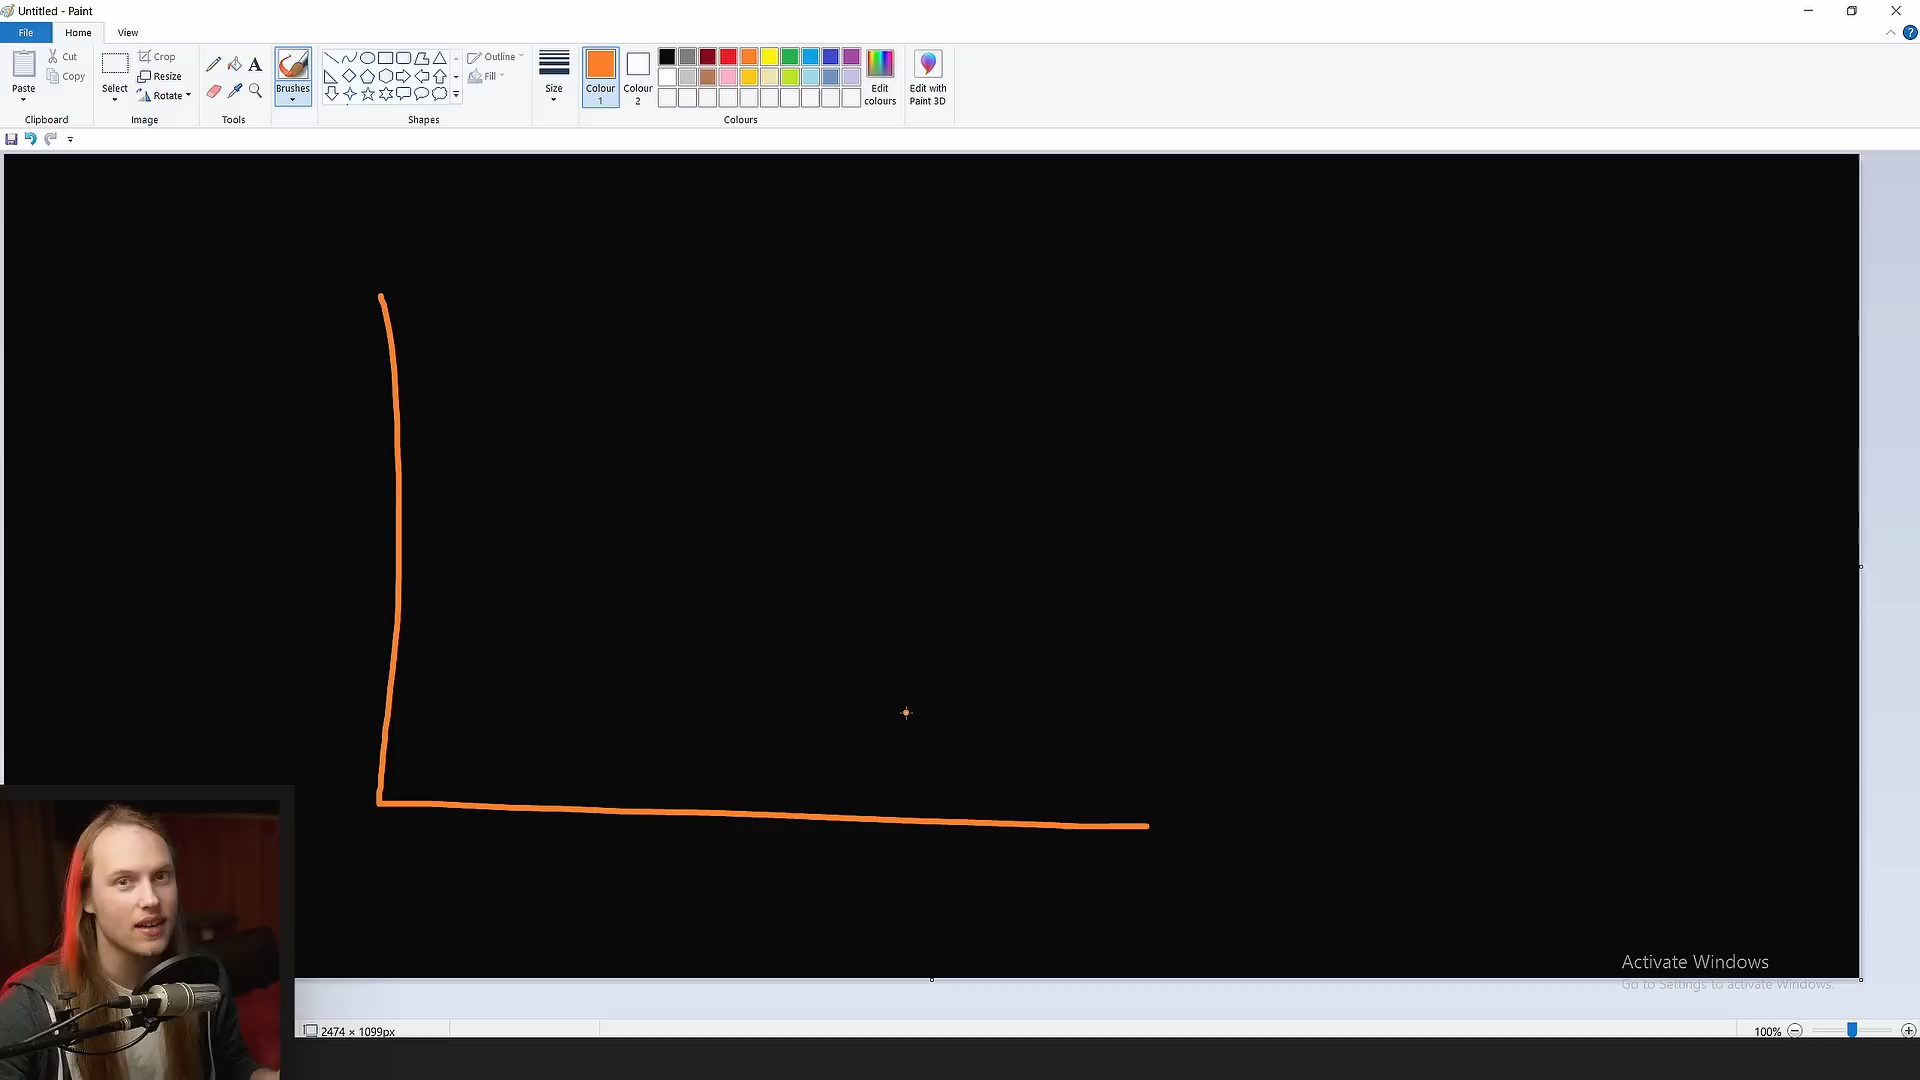 Untitled - Paint
File
Home
View
Paste
Cut
Copy
Clipboard
Select
Crop
Resize
Rotate
Image
A
Tools
Brushes
Shapes
Outline
Fill
Size
Colour
1
Colour
2
Colours
Edit
colours
Edit with
Paint 3D
Activate Windows
Go to Settings to activate Windows.
2474 × 1099px
100%